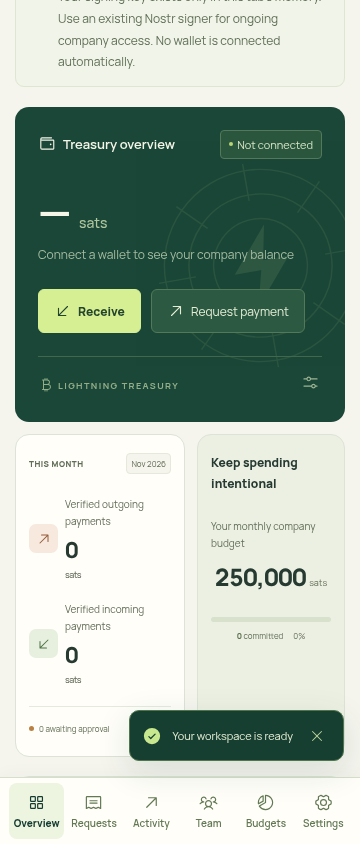 Use an existing Nostr signer for ongoing
company access. No wallet is connected
automatically.
Treasury overview
Not connected
— sats
Connect a wallet to see your company balance
Receive
Request payment
LIGHTNING TREASURY
THIS MONTH
Nov 2026
Verified outgoing
payments
0
sats
Verified incoming
payments
0
sats
0 awaiting approval
Keep spending
intentional
Your monthly company
budget
250,000 sats
0 committed 0%
Your workspace is ready
Overview
Requests
Activity
Team
Budgets
Settings